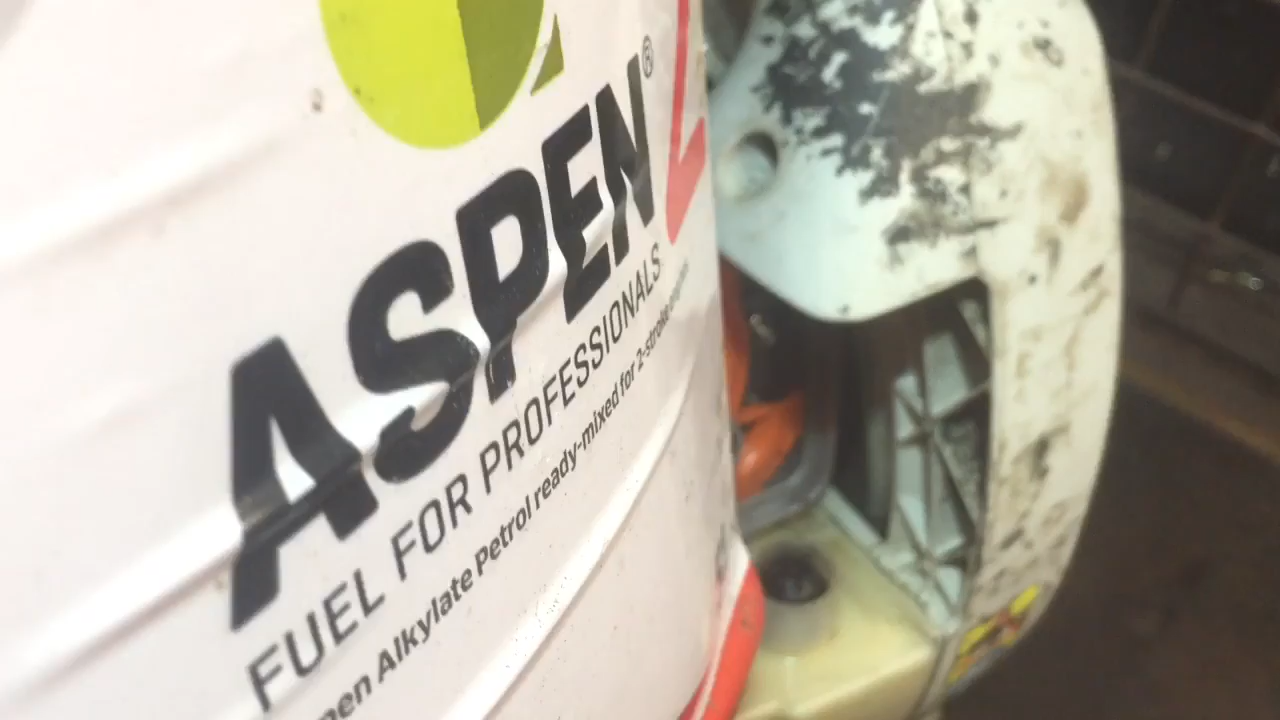 ASPEN®
FUEL FOR PROFESSIONALS
Alkylate Petrol ready-mixed for 2-stroke